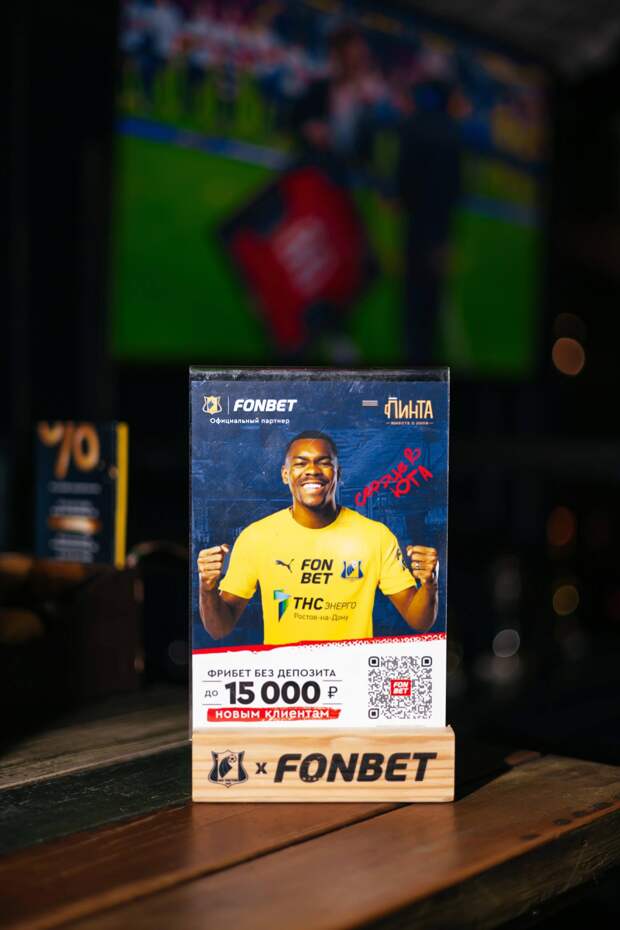 %
FONBET
Официальный партнер
ПИНТА
СЕРДЦЕ В
ЮГА
FON
BET
ТНС ЭНЕРГО
Ростов-на-Дону
ФРИБЕТ БЕЗ ДЕПОЗИТА
ДО 15 000 ₽
НОВЫМ КЛИЕНТАМ
FON
BET
x FONBET